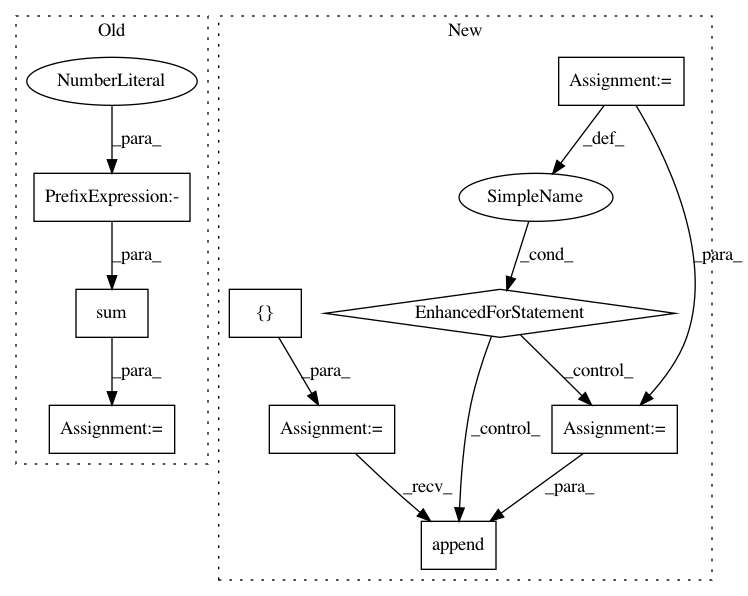 Old
New
NumberLiteral
Assignment:=
_para_
_def_
PrefixExpression:-
SimpleName
_para_
_cond_
_para_
sum
{}
EnhancedForStatement
_para_
_para_
_control_
Assignment:=
Assignment:=
_control_
Assignment:=
_recv_
_para_
append